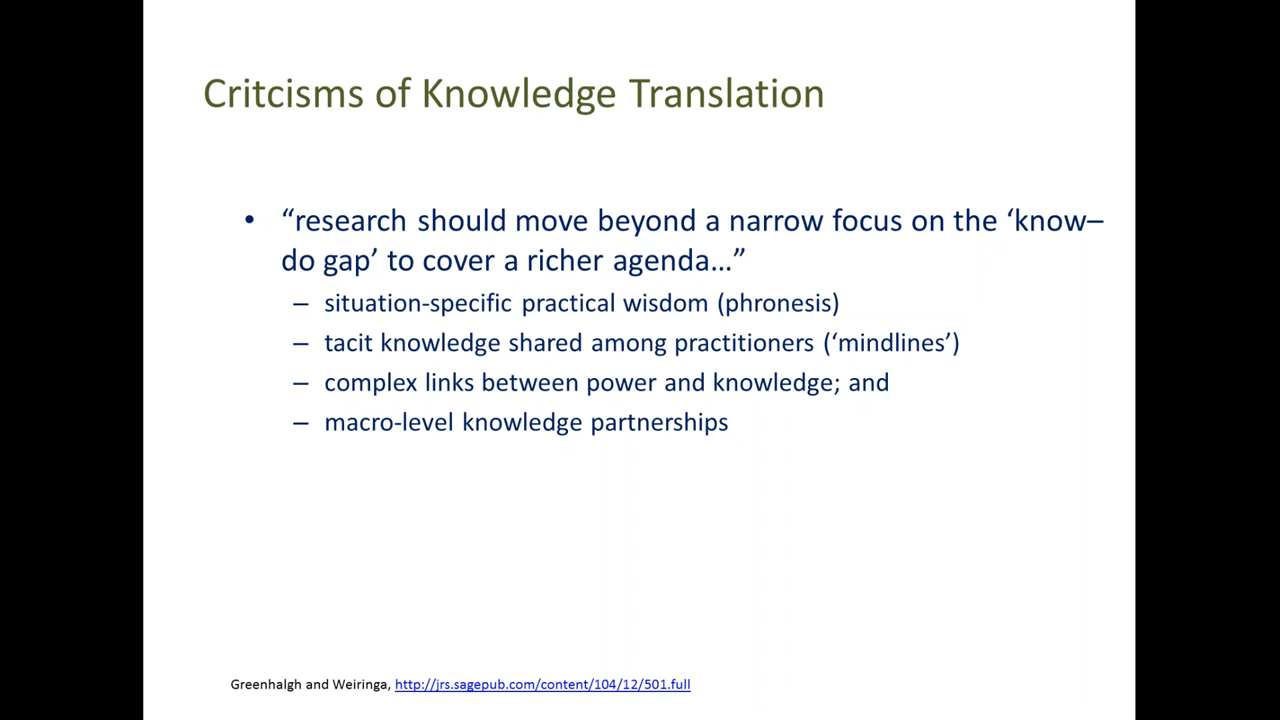 Critcisms of Knowledge Translation
• “research should move beyond a narrow focus on the ‘know–
do gap’ to cover a richer agenda…”
– situation-specific practical wisdom (phronesis)
– tacit knowledge shared among practitioners (‘mindlines’)
– complex links between power and knowledge; and
– macro-level knowledge partnerships
Greenhalgh and Weiringa, http://jrs.sagepub.com/content/104/12/501.full